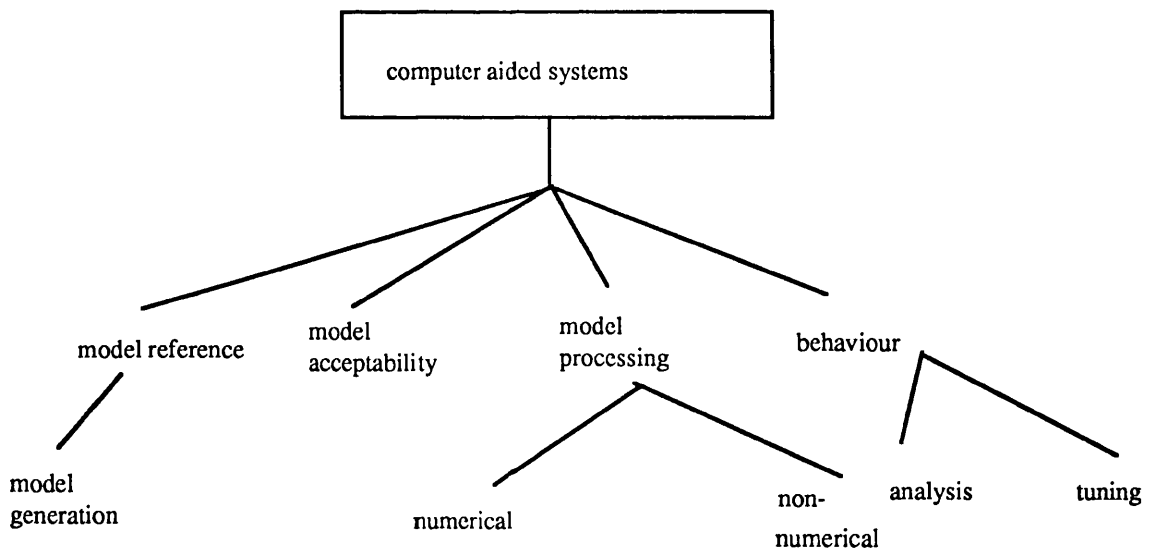 computer aided systems
model reference
model
acceptability
model
processing
behaviour
model
generation
numerical
non-
numerical
analysis
tuning